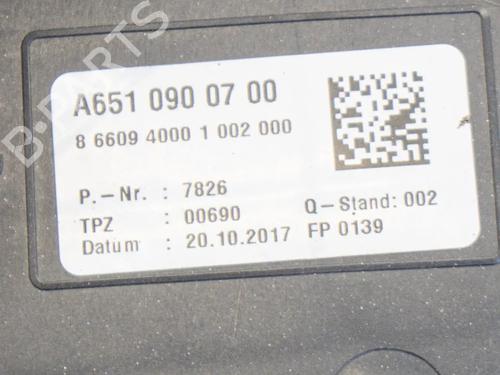 A651 090 07 00
8 66094 4000 1 002 000
P.-Nr. : 7826
TPZ : 00690 Q-Stand: 002
Datum : 20.10.2017 FP 0139
B-PARTS